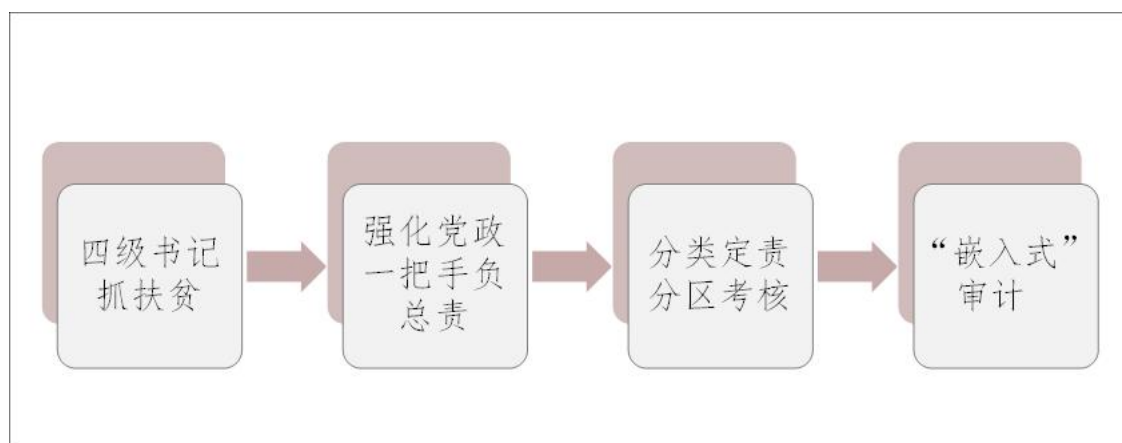 四级书记
抓扶贫
强化党政
一把手负
总责
分类定责
分区考核
“嵌入式”
审计